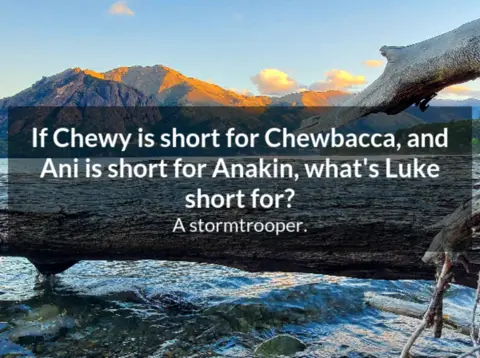 If Chewy is short for Chewbacca, and
Ani is short for Anakin, what's Luke
short for?
A stormtrooper.